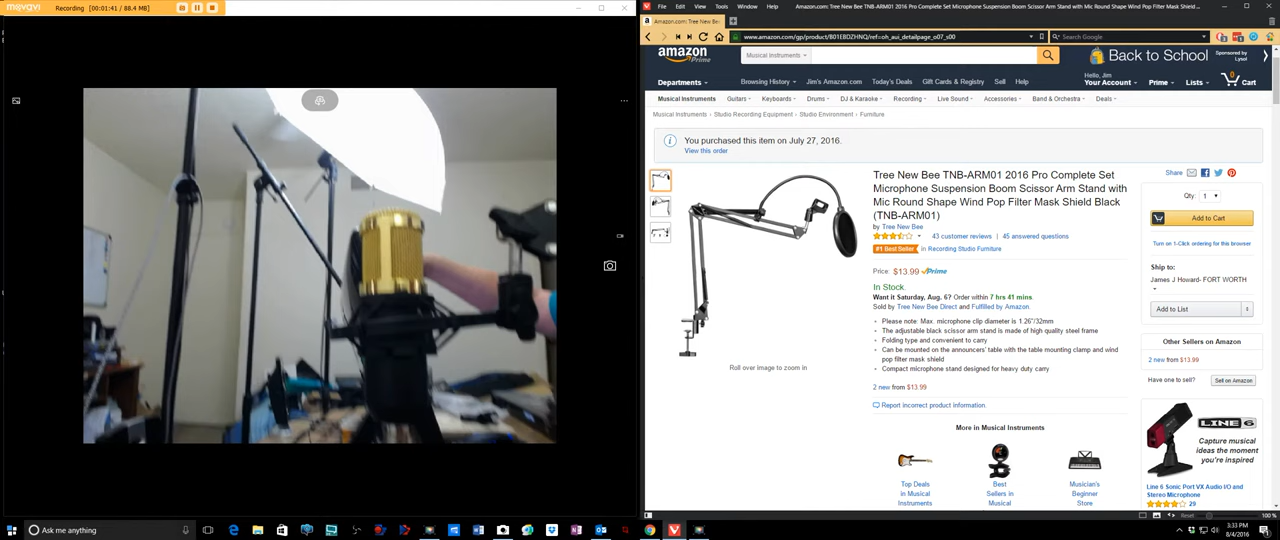 movavi
Recording [00:01:41 / 88.4 MB]
File Edit View Tools Window Help
Amazon.com: Tree New Bee TNB-ARM01 2016 Pro Complete Set Microphone Suspension Boom Scissor Arm Stand with Mic Round Shape Wind Pop Filter Mask Shield Black ...
Amazon.com: Tree New Be
www.amazon.com/gp/product/B01EBDZHNQ/ref=oh_aui_detailpage_o07_s00
Search Google
amazon Prime
Musical Instruments
Back to School
Sponsored by Lysol
Departments
Browsing History Jim's Amazon.com Today's Deals Gift Cards & Registry Sell Help
Hello, Jim
Your Account Prime Lists 0 Cart
Musical Instruments Guitars Keyboards Drums DJ & Karaoke Recording Live Sound Accessories Band & Orchestra Deals
Musical Instruments › Studio Recording Equipment › Studio Environment › Furniture
You purchased this item on July 27, 2016.
View this order
Tree New Bee TNB-ARM01 2016 Pro Complete Set
Microphone Suspension Boom Scissor Arm Stand with
Mic Round Shape Wind Pop Filter Mask Shield Black
(TNB-ARM01)
by Tree New Bee
43 customer reviews | 45 answered questions
#1 Best Seller in Recording Studio Furniture
Price: $13.99 Prime
In Stock.
Want it Saturday, Aug. 6? Order within 7 hrs 41 mins.
Sold by Tree New Bee Direct and Fulfilled by Amazon.
Please note: Max. microphone clip diameter is 1.26"/32mm
The adjustable black scissor arm stand is made of high quality steel frame
Folding type and convenient to carry
Can be mounted on the announcers' table with the table mounting clamp and wind
pop filter mask shield
Compact microphone stand designed for heavy duty carry
Roll over image to zoom in
2 new from $13.99
Report incorrect product information.
More in Musical Instruments
Top Deals
in Musical
Instruments
Best
Sellers in
Musical
Musician's
Beginner
Store
Share
Qty: 1
Add to Cart
Turn on 1-Click ordering for this browser
Ship to:
James J Howard- FORT WORTH
Add to List
Other Sellers on Amazon
2 new from $13.99
Have one to sell? Sell on Amazon
LINE 6
Capture musical
ideas the moment
you're inspired
Line 6 Sonic Port VX Audio I/O and
Stereo Microphone
29
Reset
100 %
Ask me anything
3:33 PM
8/4/2016